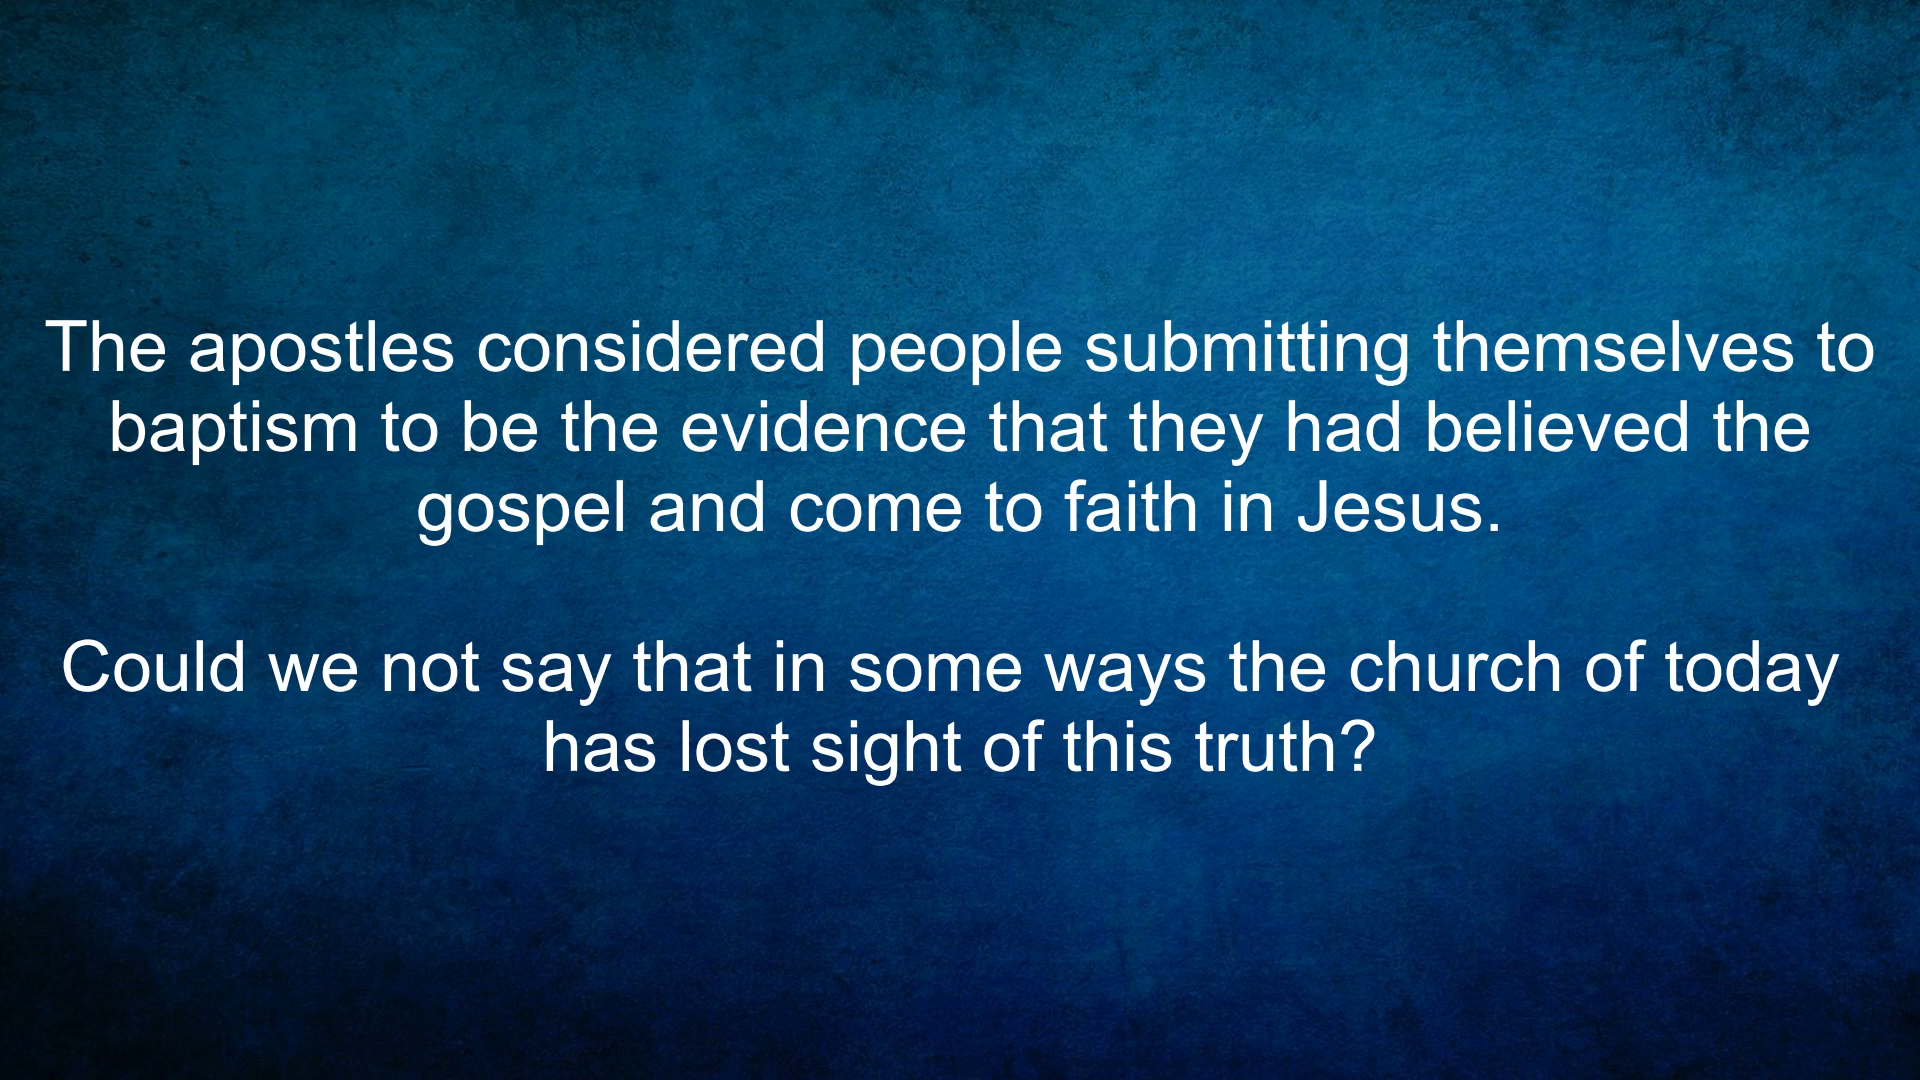 The apostles considered people submitting themselves to
baptism to be the evidence that they had believed the
gospel and come to faith in Jesus.
Could we not say that in some ways the church of today
has lost sight of this truth?